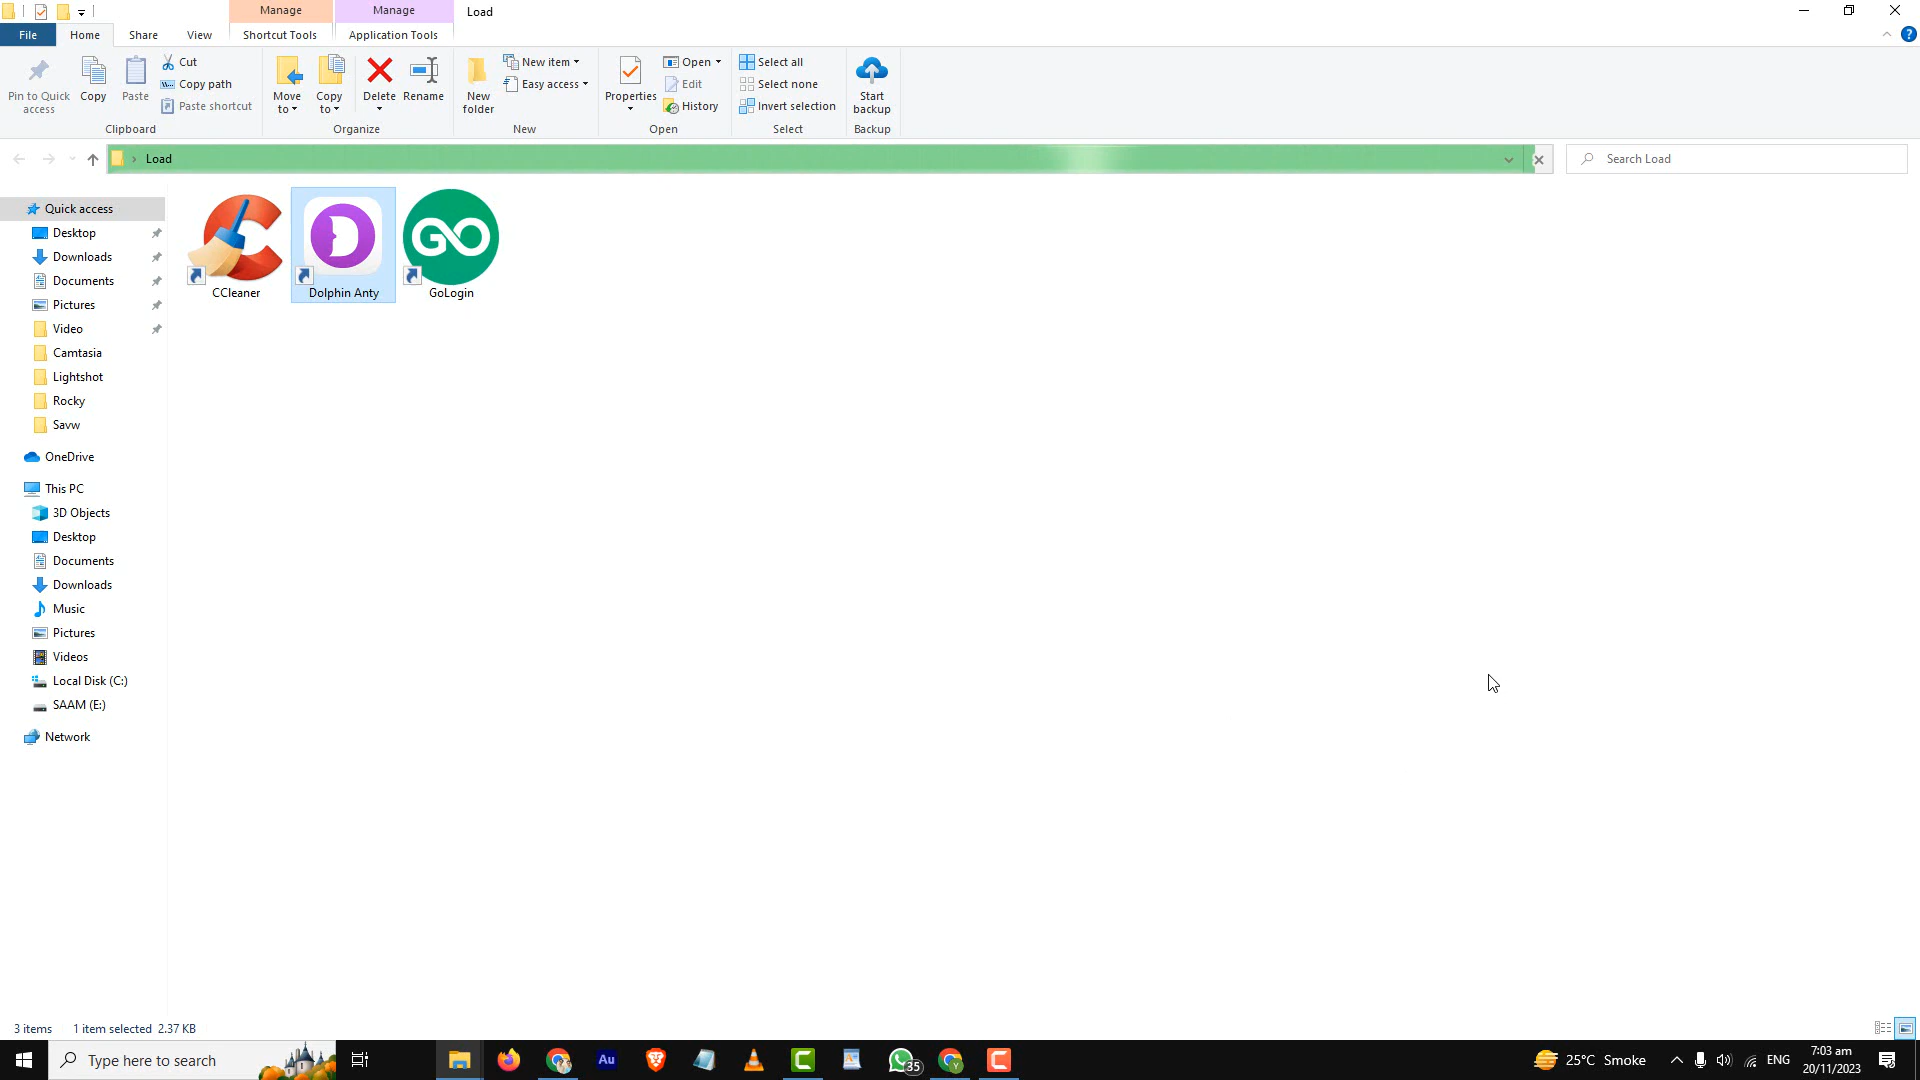 Manage
Manage
Load
File
Home
Share
View
Shortcut Tools
Application Tools
Pin to Quick access
Copy
Paste
Cut
Copy path
Paste shortcut
Clipboard
Move to
Copy to
Delete
Rename
Organize
New folder
New item
Easy access
New
Properties
Open
Edit
History
Open
Select all
Select none
Invert selection
Select
Start backup
Backup
Load
Search Load
Quick access
Desktop
Downloads
Documents
Pictures
Video
Camtasia
Lightshot
Rocky
Savw
OneDrive
This PC
3D Objects
Desktop
Documents
Downloads
Music
Pictures
Videos
Local Disk (C:)
SAAM (E:)
Network
GO
CCleaner
Dolphin Anty
GoLogin
3 items
1 item selected 2.37 KB
Type here to search
Au
35
25°C Smoke
ENG
7:03 am
20/11/2023